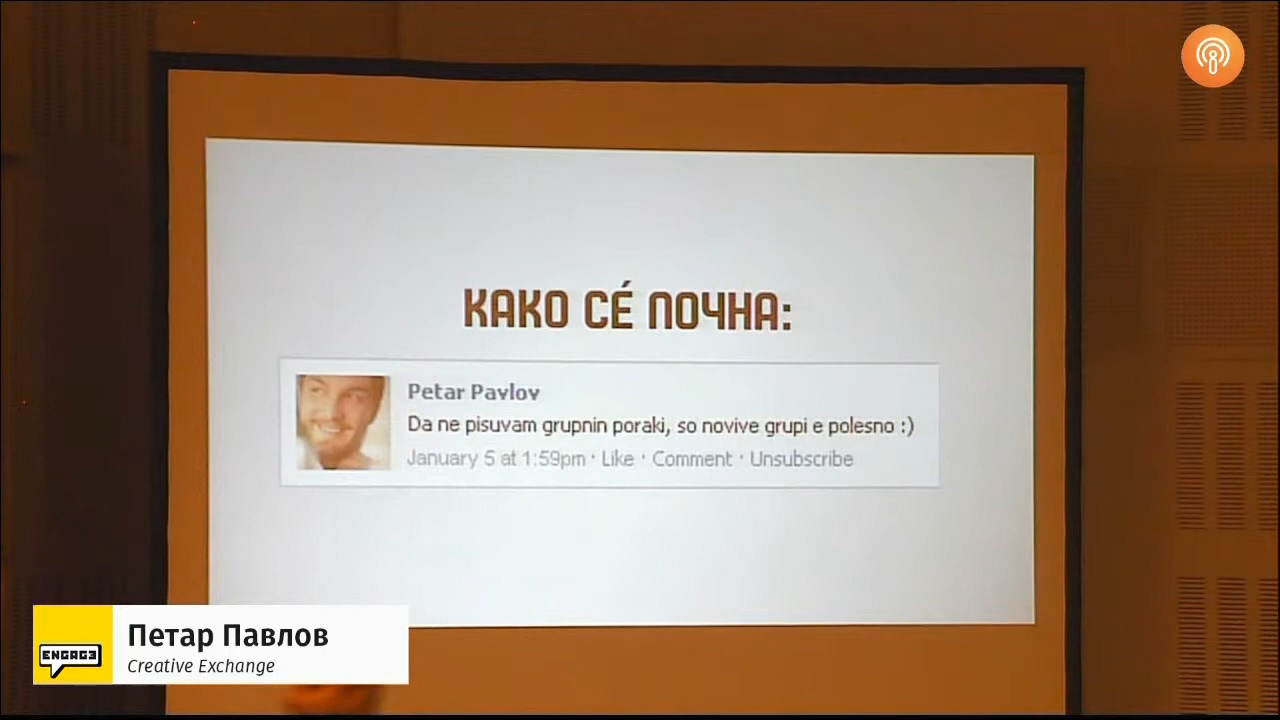 КАКО СÉ ПОЧНА:
Petar Pavlov
Da ne pisuvam grupnin poraki, so novive grupi e polesno :)
January 5 at 1:59pm · Like · Comment · Unsubscribe
ENGAG3
Петар Павлов
Creative Exchange